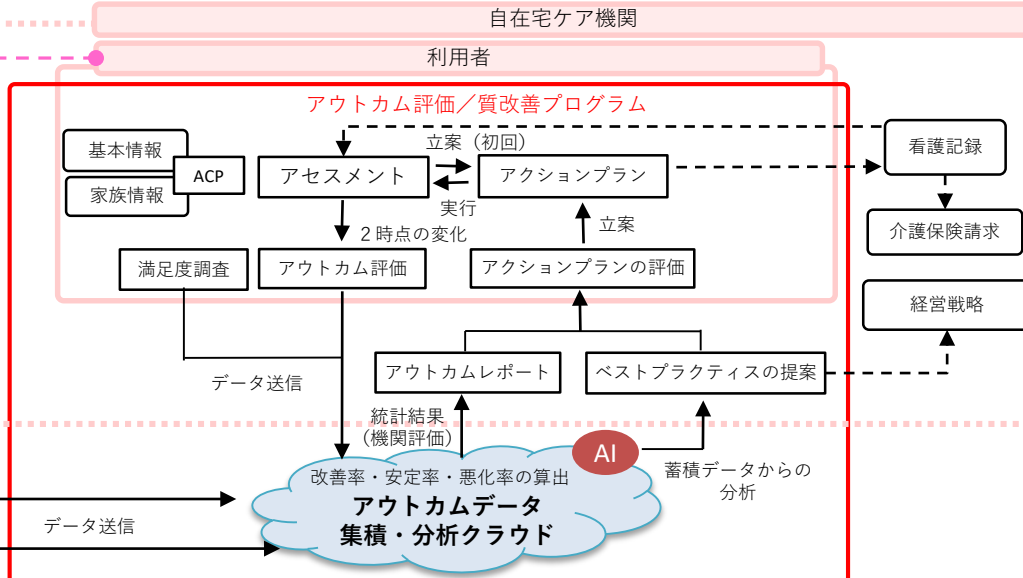 自在宅ケア機関
利用者
アウトカム評価／質改善プログラム
基本情報
家族情報
ACP
アセスメント
立案（初回）
実行
アクションプラン
看護記録
介護保険請求
２時点の変化
立案
満足度調査
アウトカム評価
アクションプランの評価
経営戦略
データ送信
アウトカムレポート
ベストプラクティスの提案
統計結果
（機関評価）
AI
蓄積データからの
分析
改善率・安定率・悪化率の算出
アウトカムデータ
集積・分析クラウド
データ送信